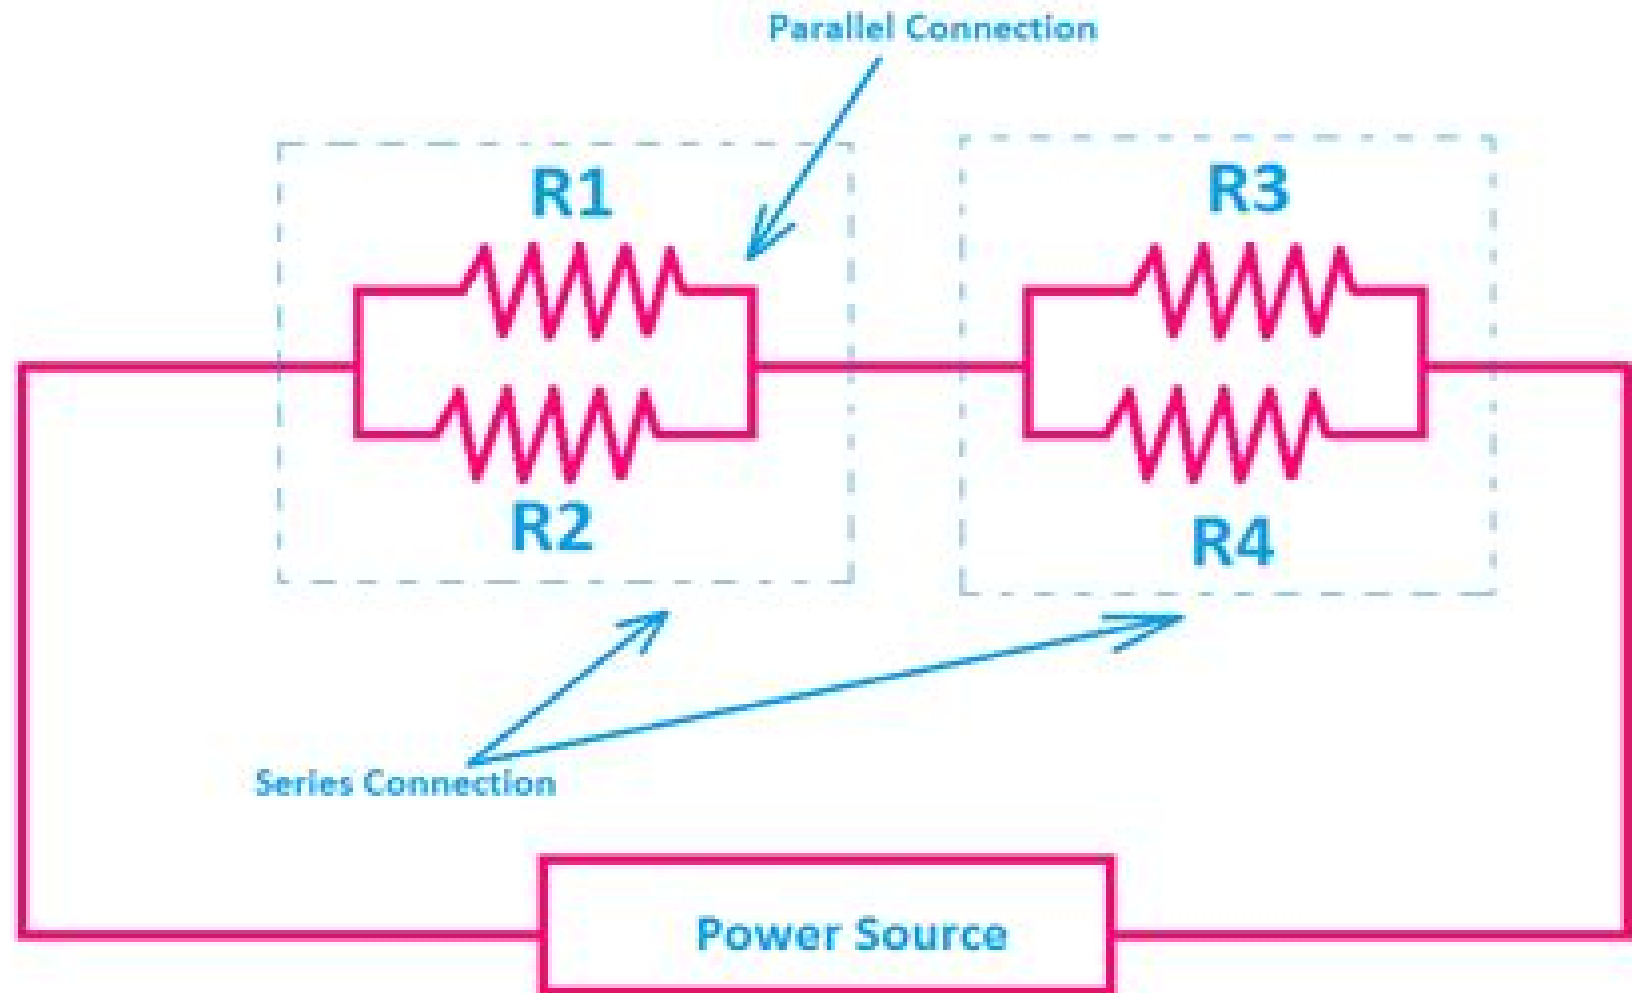 Parallel Connection
R1
R3
R2
R4
Series Connection
Power Source